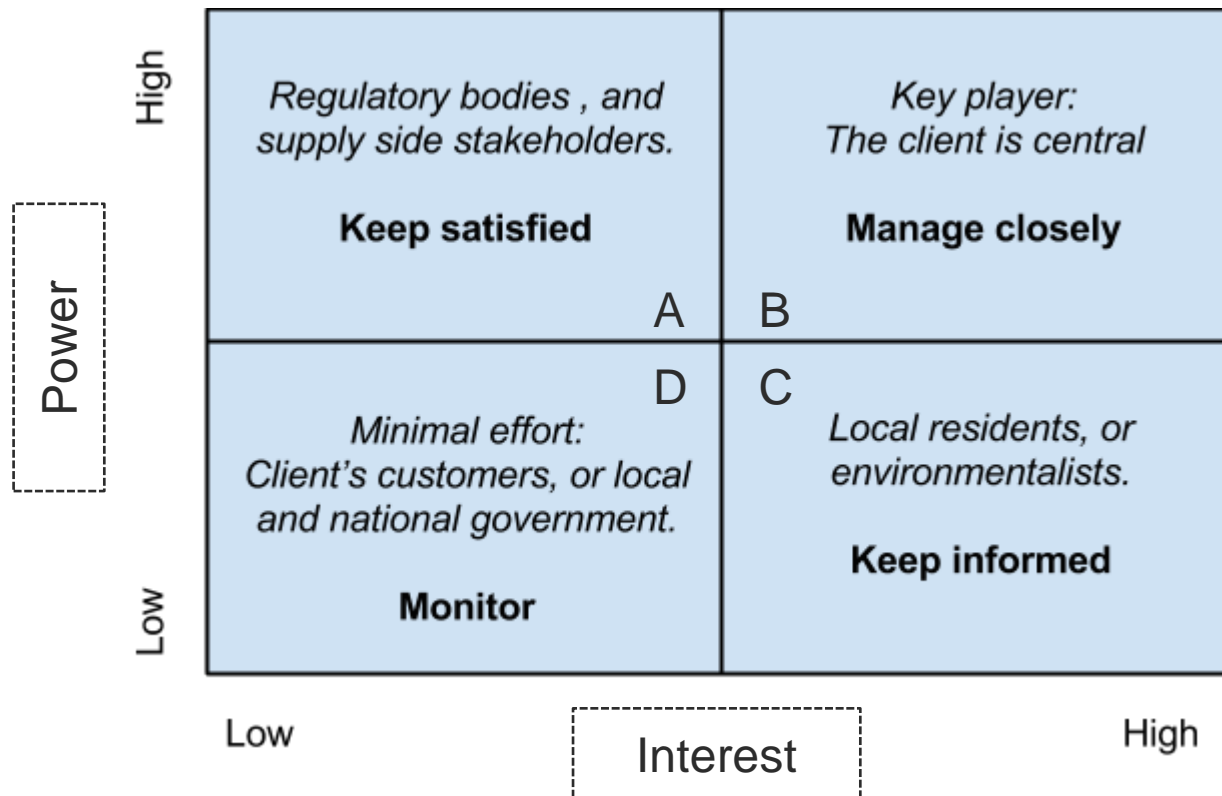 High
Regulatory bodies , and
supply side stakeholders.
Keep satisfied
A
Key player:
The client is central
Manage closely
B
Power
D
Minimal effort:
Client's customers, or local
and national government.
Monitor
C
Local residents, or
environmentalists.
Keep informed
Low
Low
Interest
High